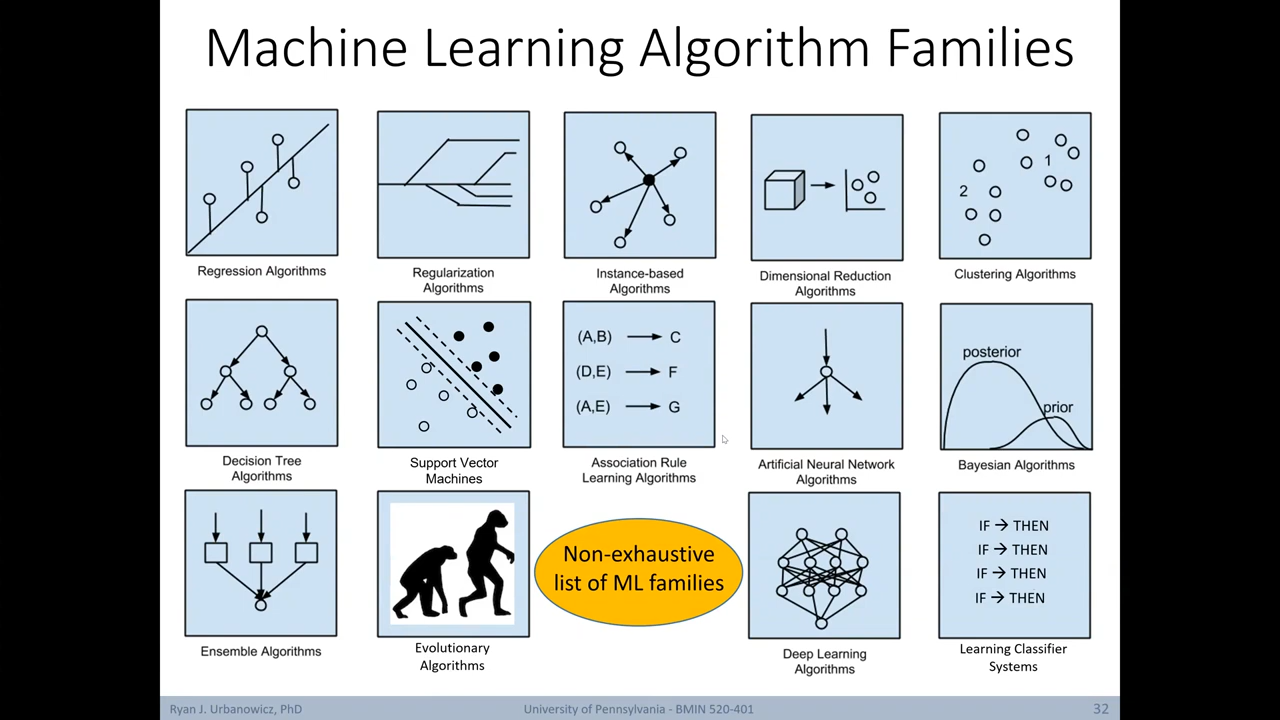 Machine Learning Algorithm Families
Regression Algorithms
Regularization
Algorithms
Instance-based
Algorithms
Dimensional Reduction
Algorithms
1
2
Clustering Algorithms
Decision Tree
Algorithms
Support Vector
Machines
(A,B) → C
(D,E) → F
(A,E) → G
Association Rule
Learning Algorithms
Artificial Neural Network
Algorithms
posterior
prior
Bayesian Algorithms
Ensemble Algorithms
Evolutionary
Algorithms
Non-exhaustive
list of ML families
Deep Learning
Algorithms
IF → THEN
IF → THEN
IF → THEN
IF → THEN
Learning Classifier
Systems
Ryan J. Urbanowicz, PhD
University of Pennsylvania - BMIN 520-401
32